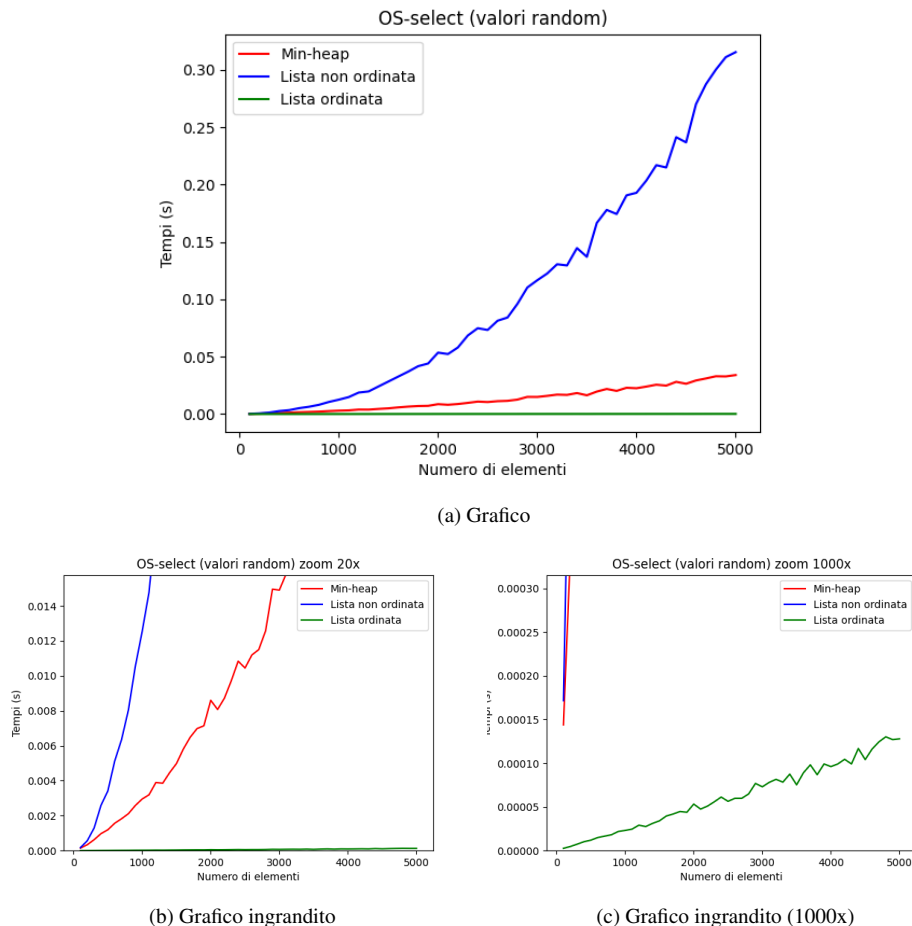 OS-select (valori random)
Min-heap
Lista non ordinata
Lista ordinata
Tempi (s)
0.30
0.25
0.20
0.15
0.10
0.05
0.00
0 1000 2000 3000 4000 5000
Numero di elementi
(a) Grafico
OS-select (valori random) zoom 20x
Min-heap
Lista non ordinata
Lista ordinata
Tempi (s)
0.014
0.012
0.010
0.008
0.006
0.004
0.002
0.000
0 1000 2000 3000 4000 5000
Numero di elementi
(b) Grafico ingrandito
OS-select (valori random) zoom 1000x
Min-heap
Lista non ordinata
Lista ordinata
Tempi (s)
0.00030
0.00025
0.00020
0.00015
0.00010
0.00005
0.00000
0 1000 2000 3000 4000 5000
Numero di elementi
(c) Grafico ingrandito (1000x)